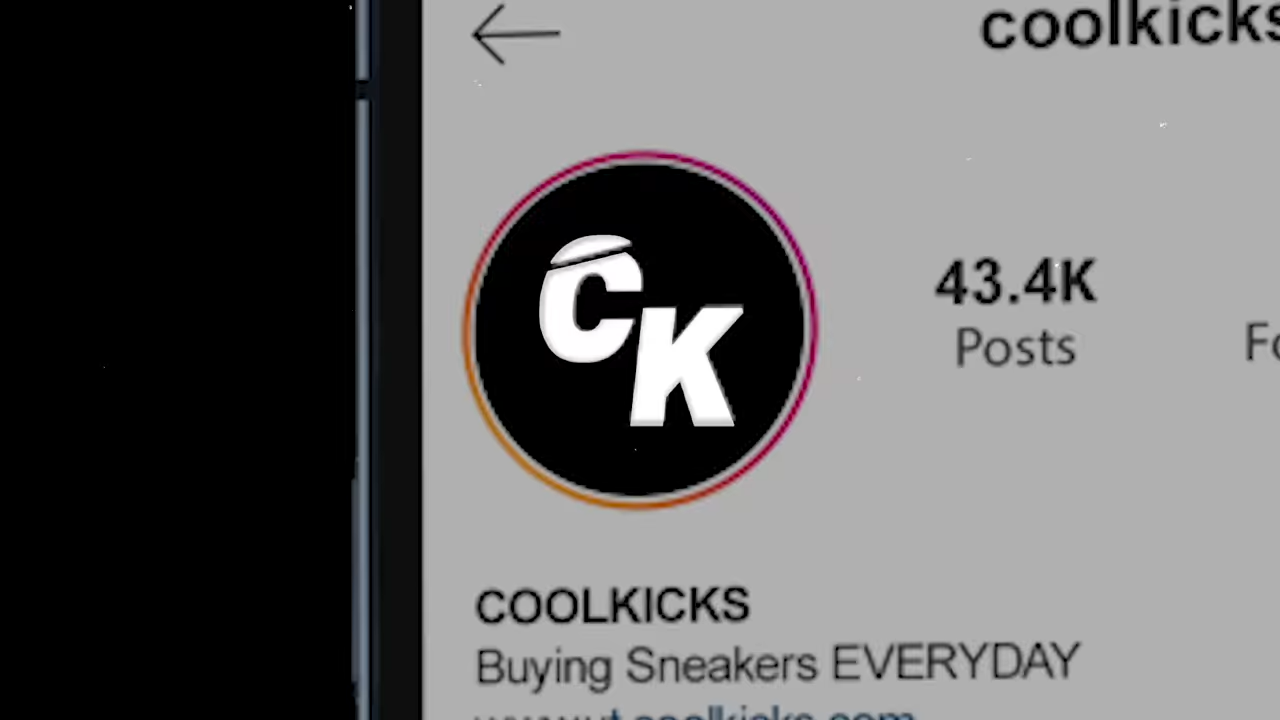 coolkicks
CK
43.4K
Posts
COOLKICKS
Buying Sneakers EVERYDAY